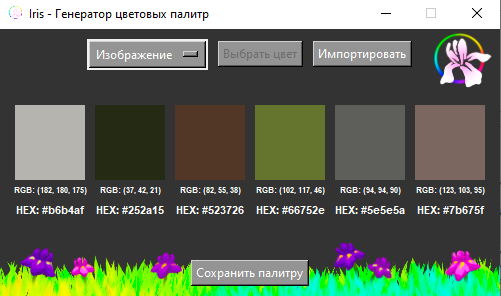 Iris - Генератор цветовых палитр
Изображение Выбрать цвет Импортировать
RGB: (182, 180, 175) RGB: (37, 42, 21) RGB: (82, 55, 38) RGB: (102, 117, 46) RGB: (94, 94, 90) RGB: (123, 103, 95)
HEX: #b6b4af HEX: #252a15 HEX: #523726 HEX: #66752e HEX: #5e5e5a HEX: #7b675f
Сохранить палитру